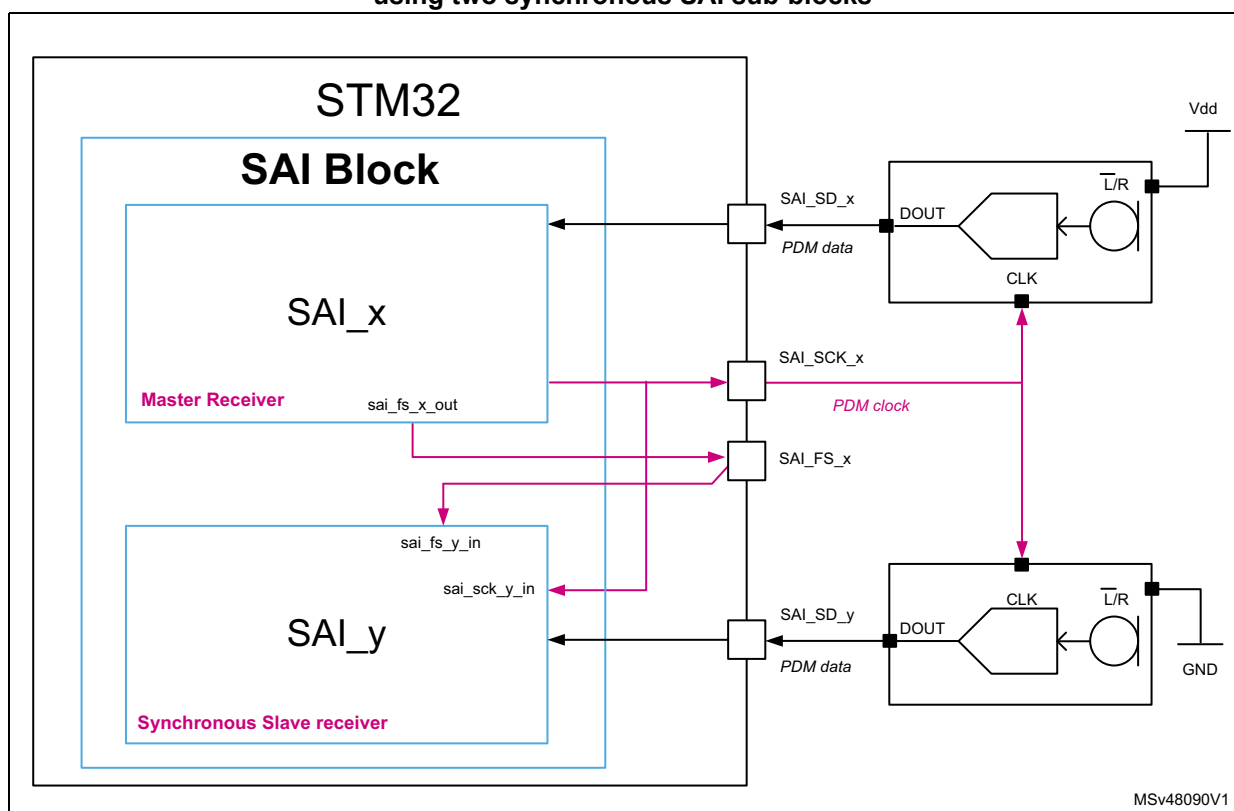 using two synchronous SAI sub-blocks
STM32
SAI Block
SAI_x
Master Receiver
sai_fs_x_out
SAI_SD_x
PDM data
DOUT
CLK
L/R
Vdd
SAI_SCK_x
PDM clock
SAI_FS_x
sai_fs_y_in
sai_sck_y_in
SAI_y
Synchronous Slave receiver
SAI_SD_y
PDM data
DOUT
CLK
L/R
GND
MSv48090V1